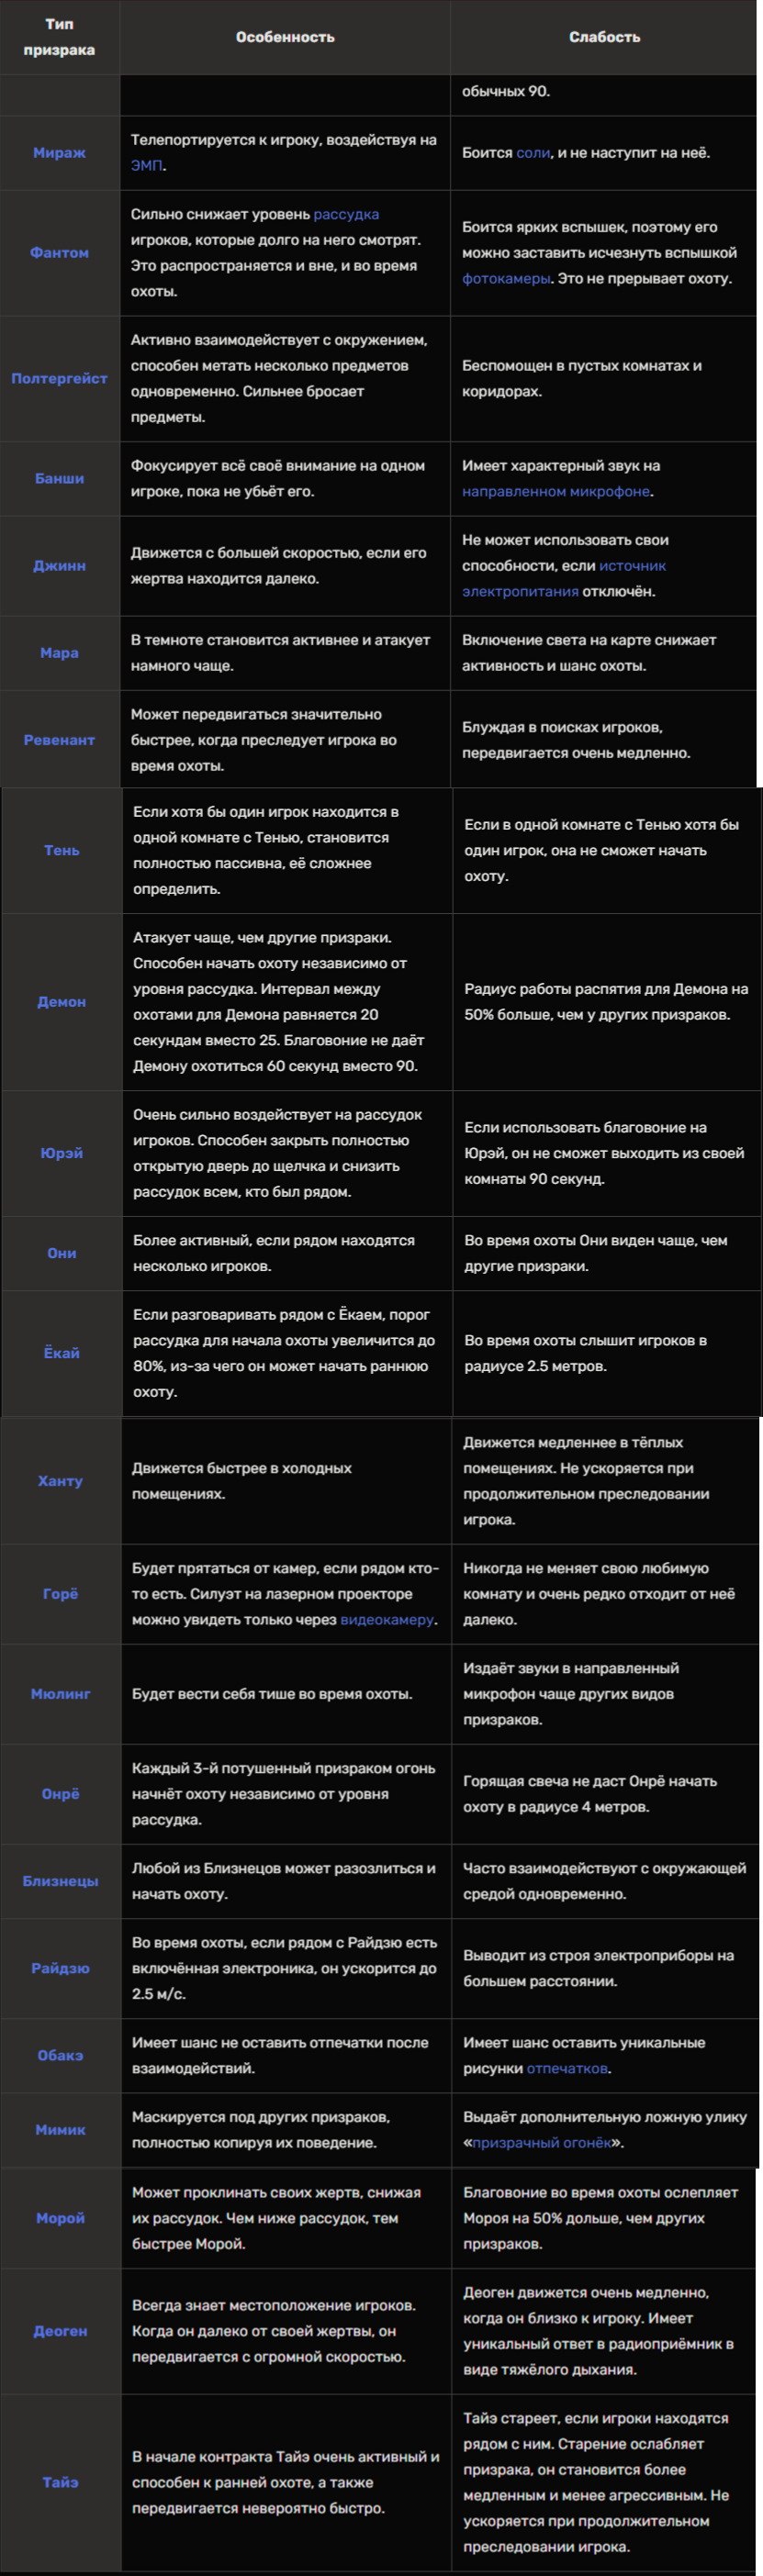 Тип
призрака
Особенность
Слабость
обычных 90.
Мираж
Телепортируется к игроку, воздействуя на
ЭМП.
Боится соли, и не наступит на неё.
Фантом
Сильно снижает уровень рассудка
игроков, которые долго на него смотрят.
Это распространяется и вне, и во время
охоты.
Боится ярких вспышек, поэтому его
можно заставить исчезнуть вспышкой
фотокамеры. Это не прерывает охоту.
Полтергейст
Активно взаимодействует с окружением,
способен метать несколько предметов
одновременно. Сильнее бросает
предметы.
Беспомощен в пустых комнатах и
коридорах.
Банши
Фокусирует всё своё внимание на одном
игроке, пока не убьёт его.
Имеет характерный звук на
направленном микрофоне.
Джинн
Движется с большей скоростью, если его
жертва находится далеко.
Не может использовать свои
способности, если источник
электропитания отключён.
Мара
В темноте становится активнее и атакует
намного чаще.
Включение света на карте снижает
активность и шанс охоты.
Ревенант
Может передвигаться значительно
быстрее, когда преследует игрока во
время охоты.
Блуждая в поисках игроков,
передвигается очень медленно.
Тень
Если хотя бы один игрок находится в
одной комнате с Тенью, становится
полностью пассивна, её сложнее
определить.
Если в одной комнате с Тенью хотя бы
один игрок, она не сможет начать
охоту.
Демон
Атакует чаще, чем другие призраки.
Способен начать охоту независимо от
уровня рассудка. Интервал между
охотами для Демона равняется 20
секундам вместо 25. Благовоние не даёт
Демону охотиться 60 секунд вместо 90.
Радиус работы распятия для Демона на
50% больше, чем у других призраков.
Юрэй
Очень сильно воздействует на рассудок
игроков. Способен закрыть полностью
открытую дверь до щелчка и снизить
рассудок всем, кто был рядом.
Если использовать благовоние на
Юрэй, он не сможет выходить из своей
комнаты 90 секунд.
Они
Более активный, если рядом находятся
несколько игроков.
Во время охоты Они виден чаще, чем
другие призраки.
Ёкай
Если разговаривать рядом с Ёкаем, порог
рассудка для начала охоты увеличится до
80%, из-за чего он может начать раннюю
охоту.
Во время охоты слышит игроков в
радиусе 2.5 метров.
Ханту
Движется быстрее в холодных
помещениях.
Движется медленнее в тёплых
помещениях. Не ускоряется при
продолжительном преследовании
игрока.
Горё
Будет прятаться от камер, если рядом кто-
то есть. Силуэт на лазерном проекторе
можно увидеть только через видеокамеру.
Никогда не меняет свою любимую
комнату и очень редко отходит от неё
далеко.
Мюлинг
Будет вести себя тише во время охоты.
Издаёт звуки в направленный
микрофон чаще других видов
призраков.
Онрё
Каждый 3-й потушенный призраком огонь
начнёт охоту независимо от уровня
рассудка.
Горящая свеча не даст Онрё начать
охоту в радиусе 4 метров.
Близнецы
Любой из Близнецов может разозлиться и
начать охоту.
Часто взаимодействуют с окружающей
средой одновременно.
Райдзю
Во время охоты, если рядом с Райдзю есть
включённая электроника, он ускорится до
2.5 м/с.
Выводит из строя электроприборы на
большем расстоянии.
Обакэ
Имеет шанс не оставить отпечатки после
взаимодействий.
Имеет шанс оставить уникальные
рисунки отпечатков.
Мимик
Маскируется под других призраков,
полностью копируя их поведение.
Выдаёт дополнительную ложную улику
«призрачный огонёк».
Морой
Может проклинать своих жертв, снижая
их рассудок. Чем ниже рассудок, тем
быстрее Морой.
Благовоние во время охоты ослепляет
Мороя на 50% дольше, чем других
призраков.
Деоген
Всегда знает местоположение игроков.
Когда он далеко от своей жертвы, он
передвигается с огромной скоростью.
Деоген движется очень медленно,
когда он близко к игроку. Имеет
уникальный ответ в радиоприёмник в
виде тяжёлого дыхания.
Тайэ
В начале контракта Тайэ очень активный и
способен к ранней охоте, а также
передвигается невероятно быстро.
Тайэ стареет, если игроки находятся
рядом с ним. Старение ослабляет
призрака, он становится более
медленным и менее агрессивным. Не
ускоряется при продолжительном
преследовании игрока.